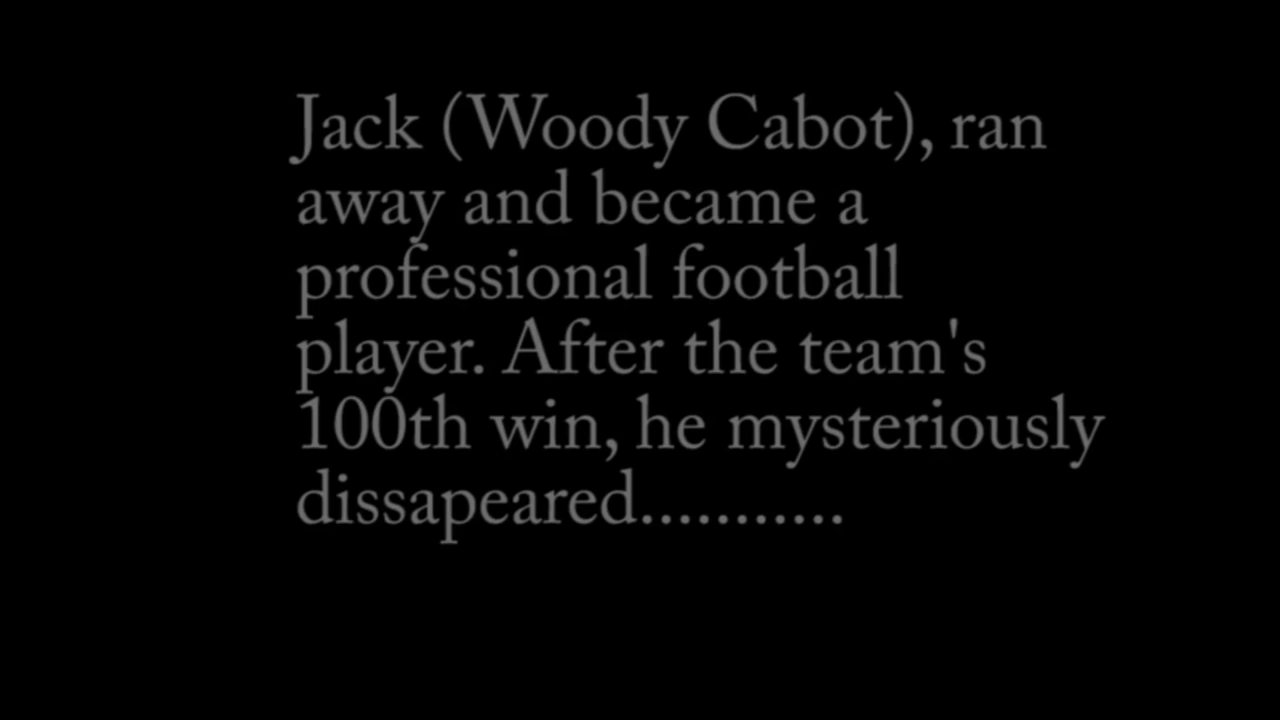 Jack (Woody Cabot), ran
away and became a
professional football
player. After the team's
100th win, he mysteriously
dissapeared...........